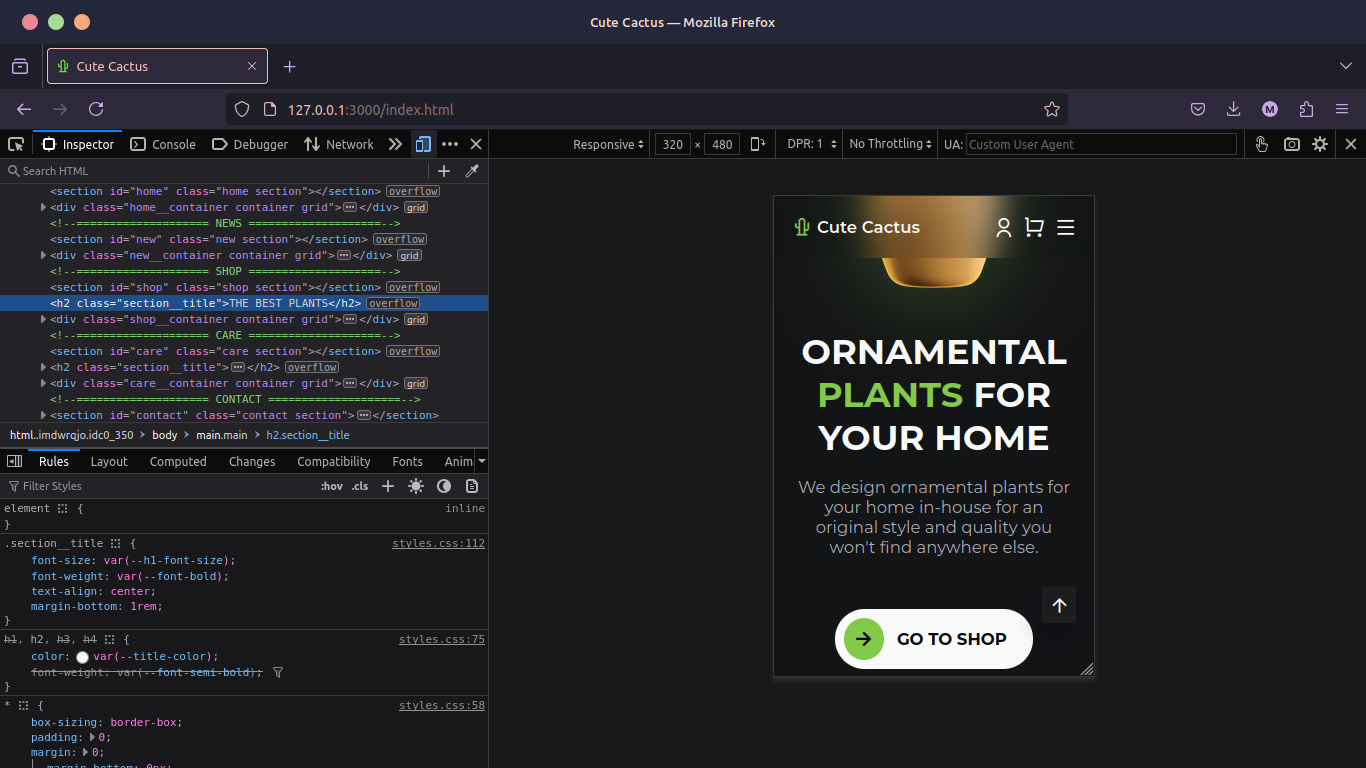 Cute Cactus — Mozilla Firefox
Cute Cactus
127.0.0.1:3000/index.html
M
Inspector Console Debugger Network
Responsive 320 × 480 DPR: 1 No Throttling UA: Custom User Agent
Search HTML
<section id="home" class="home section"></section> overflow
<div class="home__container container grid"></div> grid
<!--==================== NEWS ====================-->
<section id="new" class="new section"></section> overflow
<div class="new__container container grid"></div> grid
<!--==================== SHOP ====================-->
<section id="shop" class="shop section"></section> overflow
<h2 class="section__title">THE BEST PLANTS</h2> overflow
<div class="shop__container container grid"></div> grid
<!--==================== CARE ====================-->
<section id="care" class="care section"></section> overflow
<h2 class="section__title"></h2> overflow
<div class="care__container container grid"></div> grid
<!--==================== CONTACT ====================-->
<section id="contact" class="contact section"></section>
html.imdwrqjo.idc0_350 body main.main h2.section__title
Rules Layout Computed Changes Compatibility Fonts Anim
Filter Styles :hov .cls
element { inline
}
.section__title { styles.css:112
font-size: var(--h1-font-size);
font-weight: var(--font-bold);
text-align: center;
margin-bottom: 1rem;
}
h1, h2, h3, h4 { styles.css:75
color: var(--title-color);
font-weight: var(--font-semi-bold);
}
* { styles.css:58
box-sizing: border-box;
padding: 0;
margin: 0;
margin-bottom: 0px;
Cute Cactus
ORNAMENTAL
PLANTS FOR
YOUR HOME
We design ornamental plants for
your home in-house for an
original style and quality you
won't find anywhere else.
GO TO SHOP